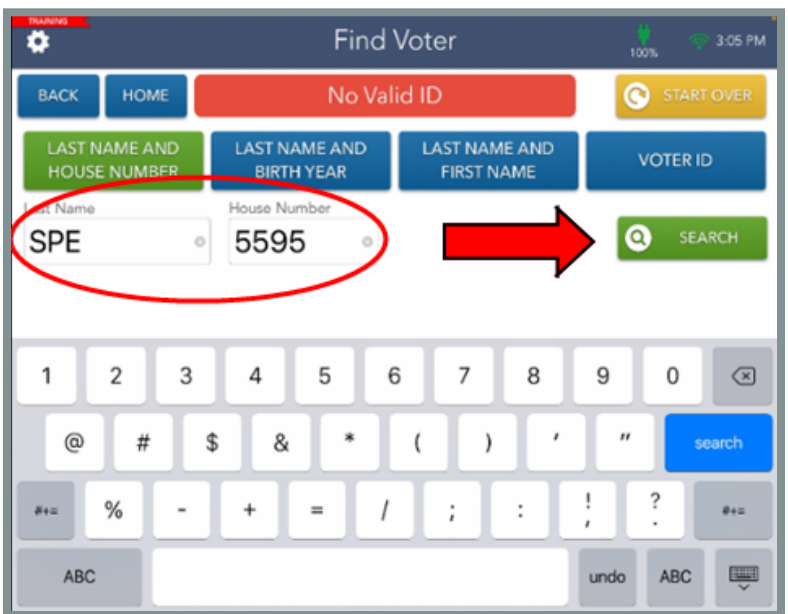 TRAINING
Find Voter
100%
3:05 PM
BACK
HOME
No Valid ID
START OVER
LAST NAME AND
HOUSE NUMBER
LAST NAME AND
BIRTH YEAR
LAST NAME AND
FIRST NAME
VOTER ID
Last Name
House Number
SPE
5595
SEARCH
1 2 3 4 5 6 7 8 9 0
@ # $ & * ( ) ' " search
#+= % - + = / ; : ! , ? . #+=
ABC undo ABC